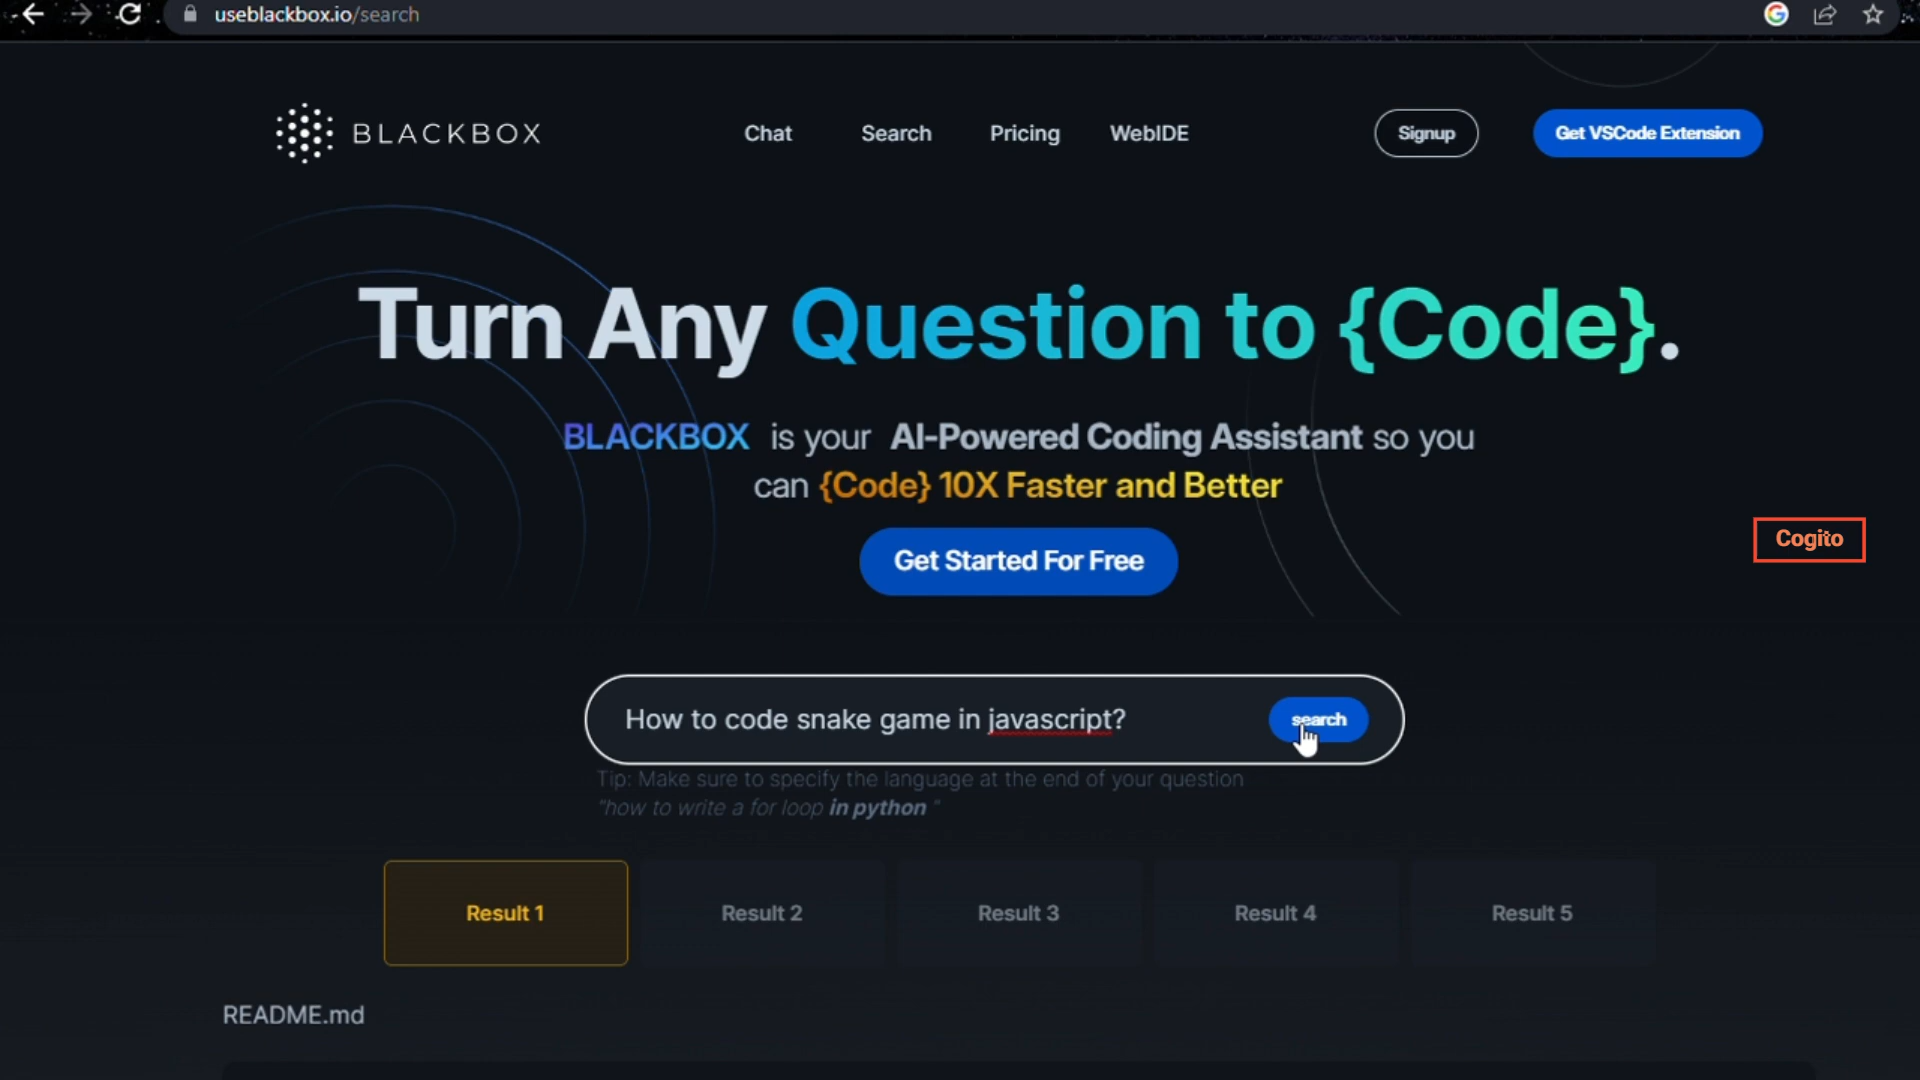 useblackbox.io/search
BLACKBOX
Chat
Search
Pricing
WebIDE
Signup
Get VSCode Extension
Turn Any Question to {Code}.
BLACKBOX is your AI-Powered Coding Assistant so you
can {Code} 10X Faster and Better
Get Started For Free
Cogito
How to code snake game in javascript?
search
Tip: Make sure to specify the language at the end of your question
"how to write a for loop in python "
Result 1
Result 2
Result 3
Result 4
Result 5
README.md